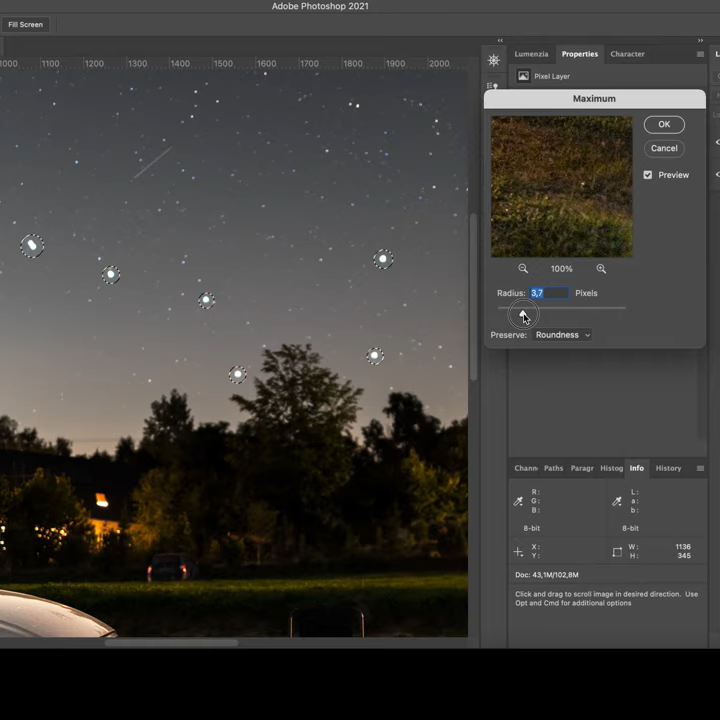 Adobe Photoshop 2021
Fill Screen
1000 1100 1200 1300 1400 1500 1600 1700 1800 1900 2000
Lumenzia Properties Character
Pixel Layer
Maximum
OK
Cancel
Preview
100%
Radius: 3,7 Pixels
Preserve: Roundness
Chann Paths Paragr Histog Info History
R: L:
G: a:
B: b:
8-bit 8-bit
X: W: 1136
Y: H: 345
Doc: 43,1M/102,8M
Click and drag to scroll image in desired direction. Use
Opt and Cmd for additional options